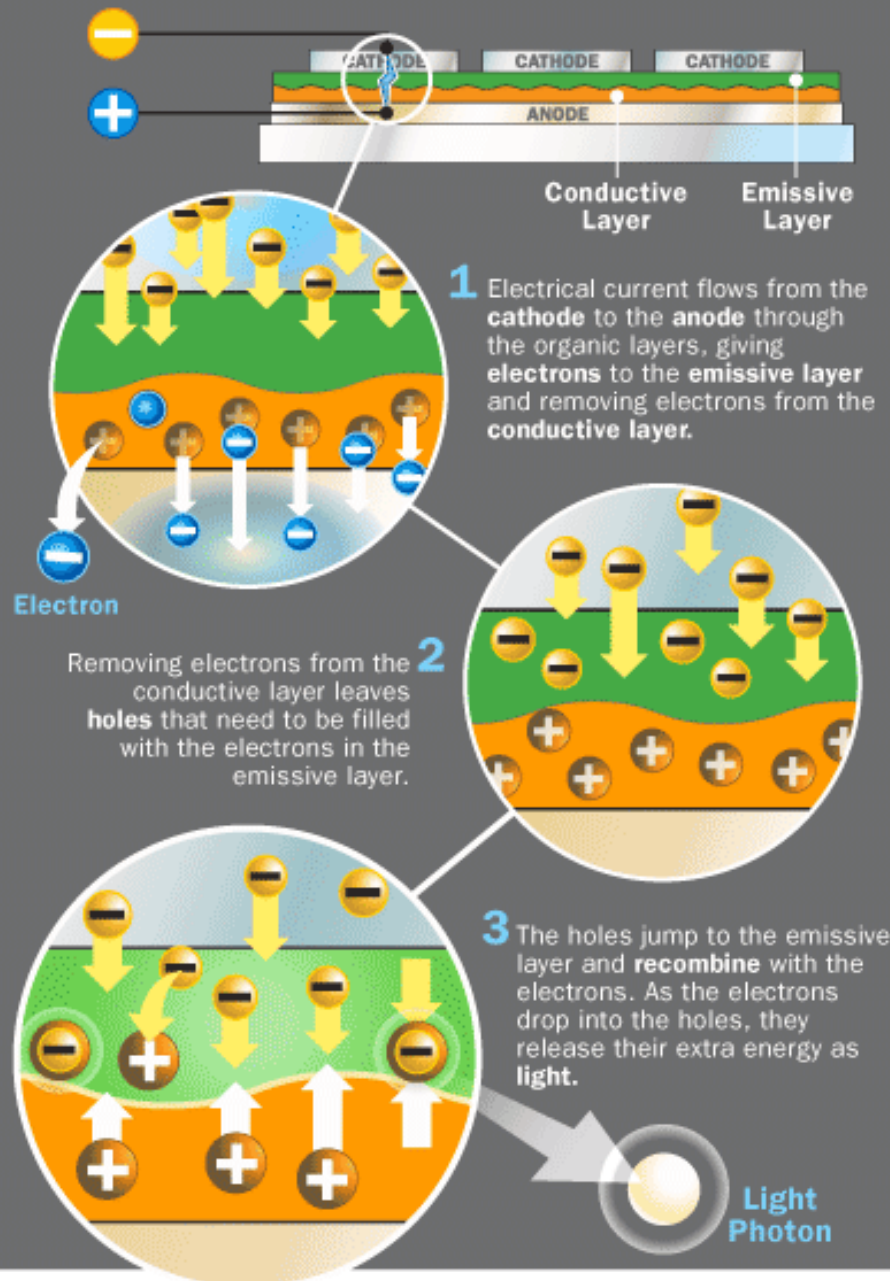 CATHODE
CATHODE
CATHODE
ANODE
Conductive
Layer
Emissive
Layer
1 Electrical current flows from the
cathode to the anode through
the organic layers, giving
electrons to the emissive layer
and removing electrons from the
conductive layer.
Electron
Removing electrons from the 2
conductive layer leaves
holes that need to be filled
with the electrons in the
emissive layer.
3 The holes jump to the emissive
layer and recombine with the
electrons. As the electrons
drop into the holes, they
release their extra energy as
light.
Light
Photon